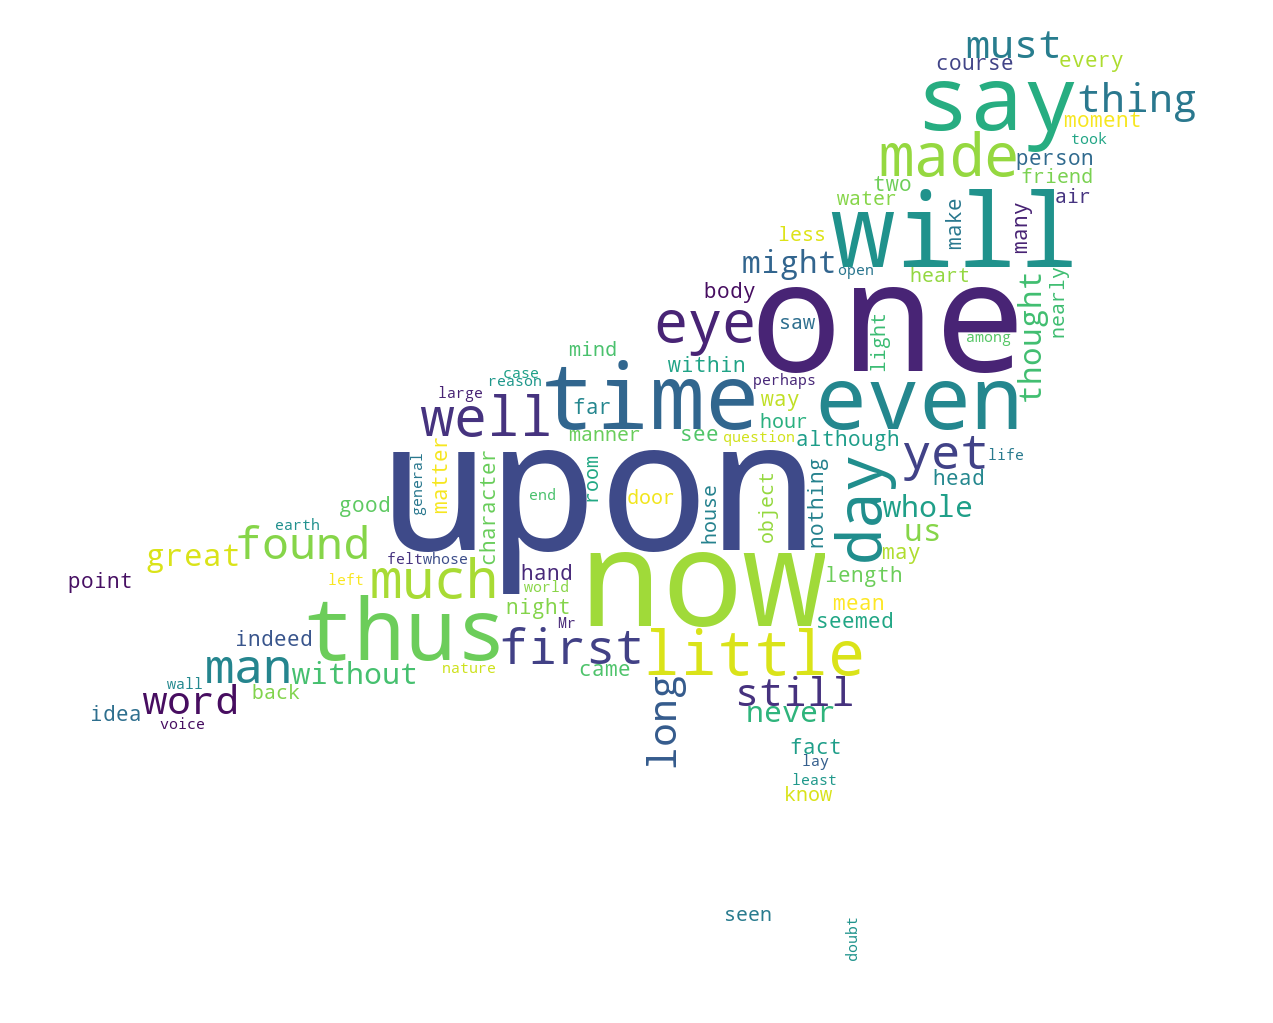 must
course every
say thing
moment
took
made person
friend
two
water air
will make many
less
might open heart
body nearly
one thought
eye saw light
among
mind
within
case
reason time perhaps
large way
well far even
hour
manner see question although
yet life
upon
general matter room
head
character end door house object nothing day whole
good
earth us
found
great felt whose may
point left much hand now length
world
night mean
thus Mr seemed
indeed first little
man without nature came
wall
word back long still
idea never
voice
fact
lay
least
know
seen
doubt